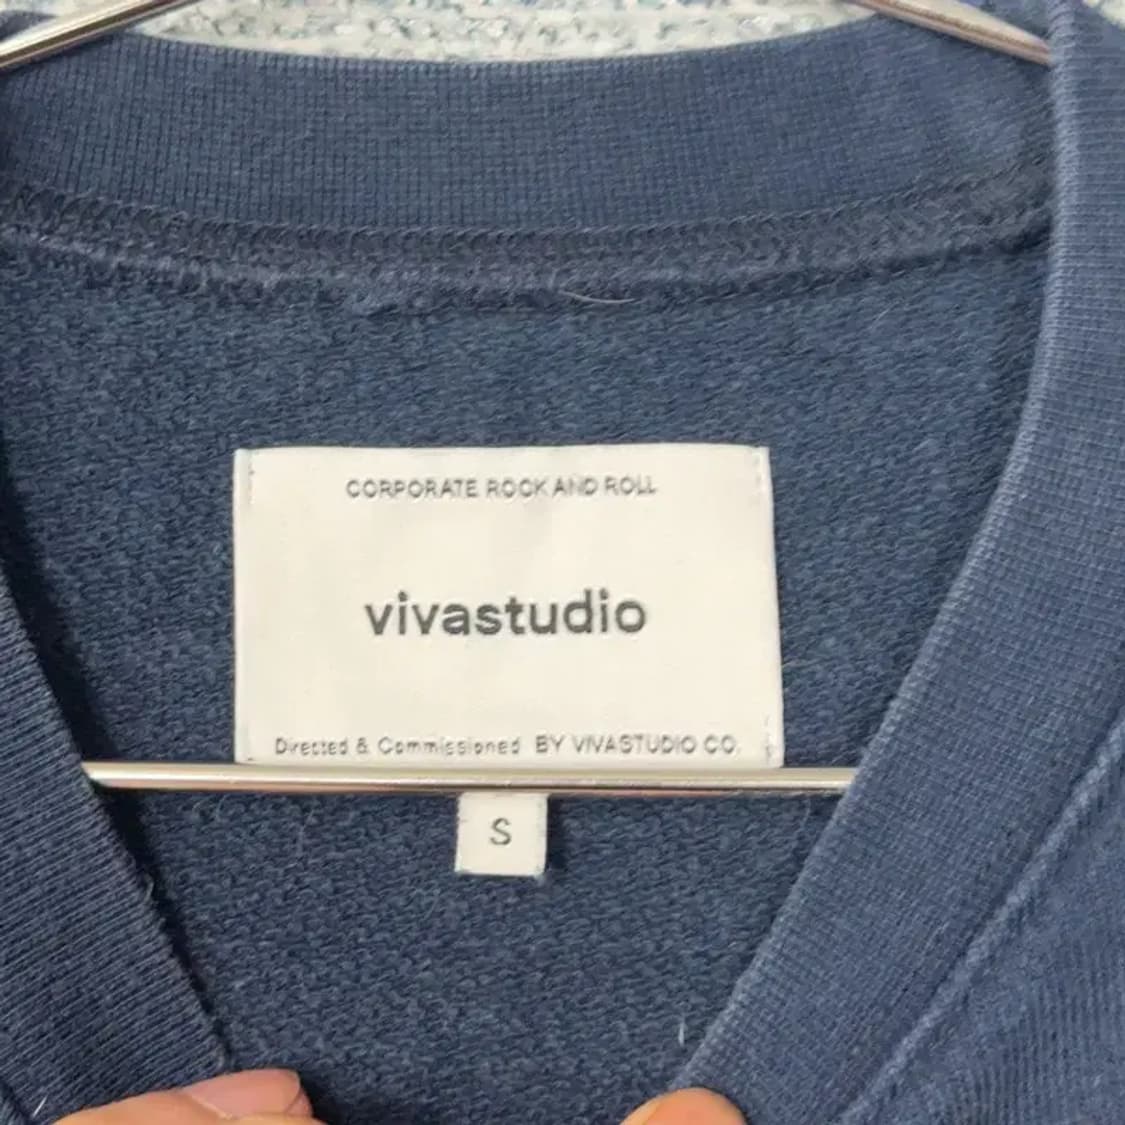 CORPORATE ROCK AND ROLL
vivastudio
Directed & Commissioned BY VIVASTUDIO CO.
S